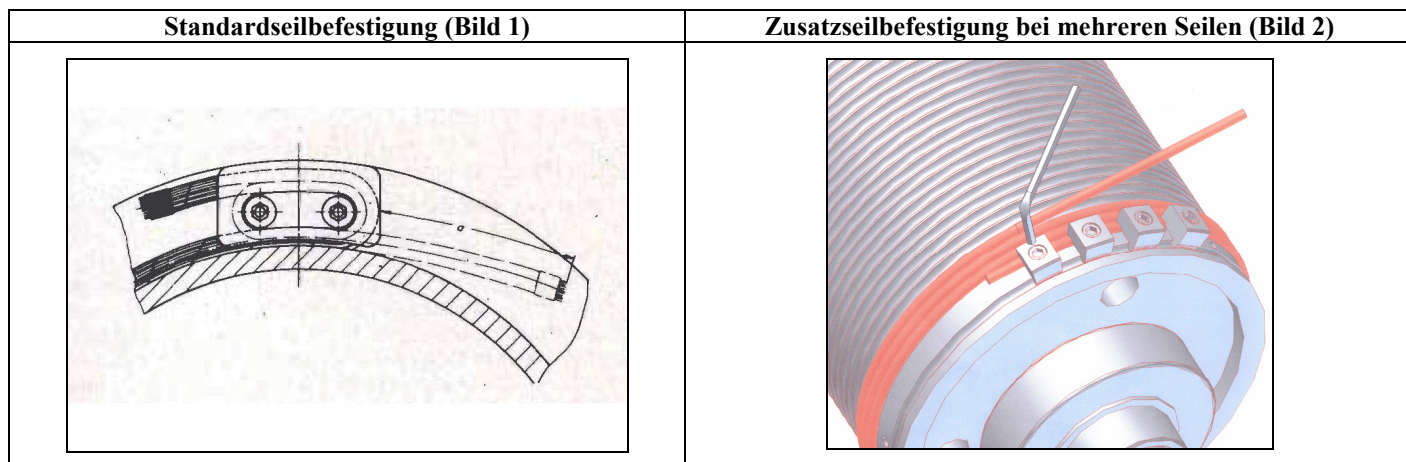 Standardseilbefestigung (Bild 1)
Zusatzseilbefestigung bei mehreren Seilen (Bild 2)
a